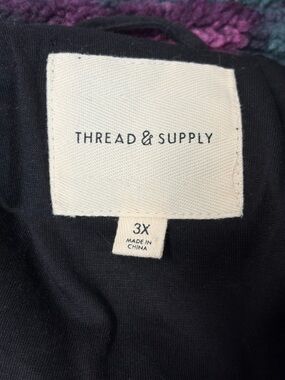 THREAD & SUPPLY
3X
MADE IN
CHINA